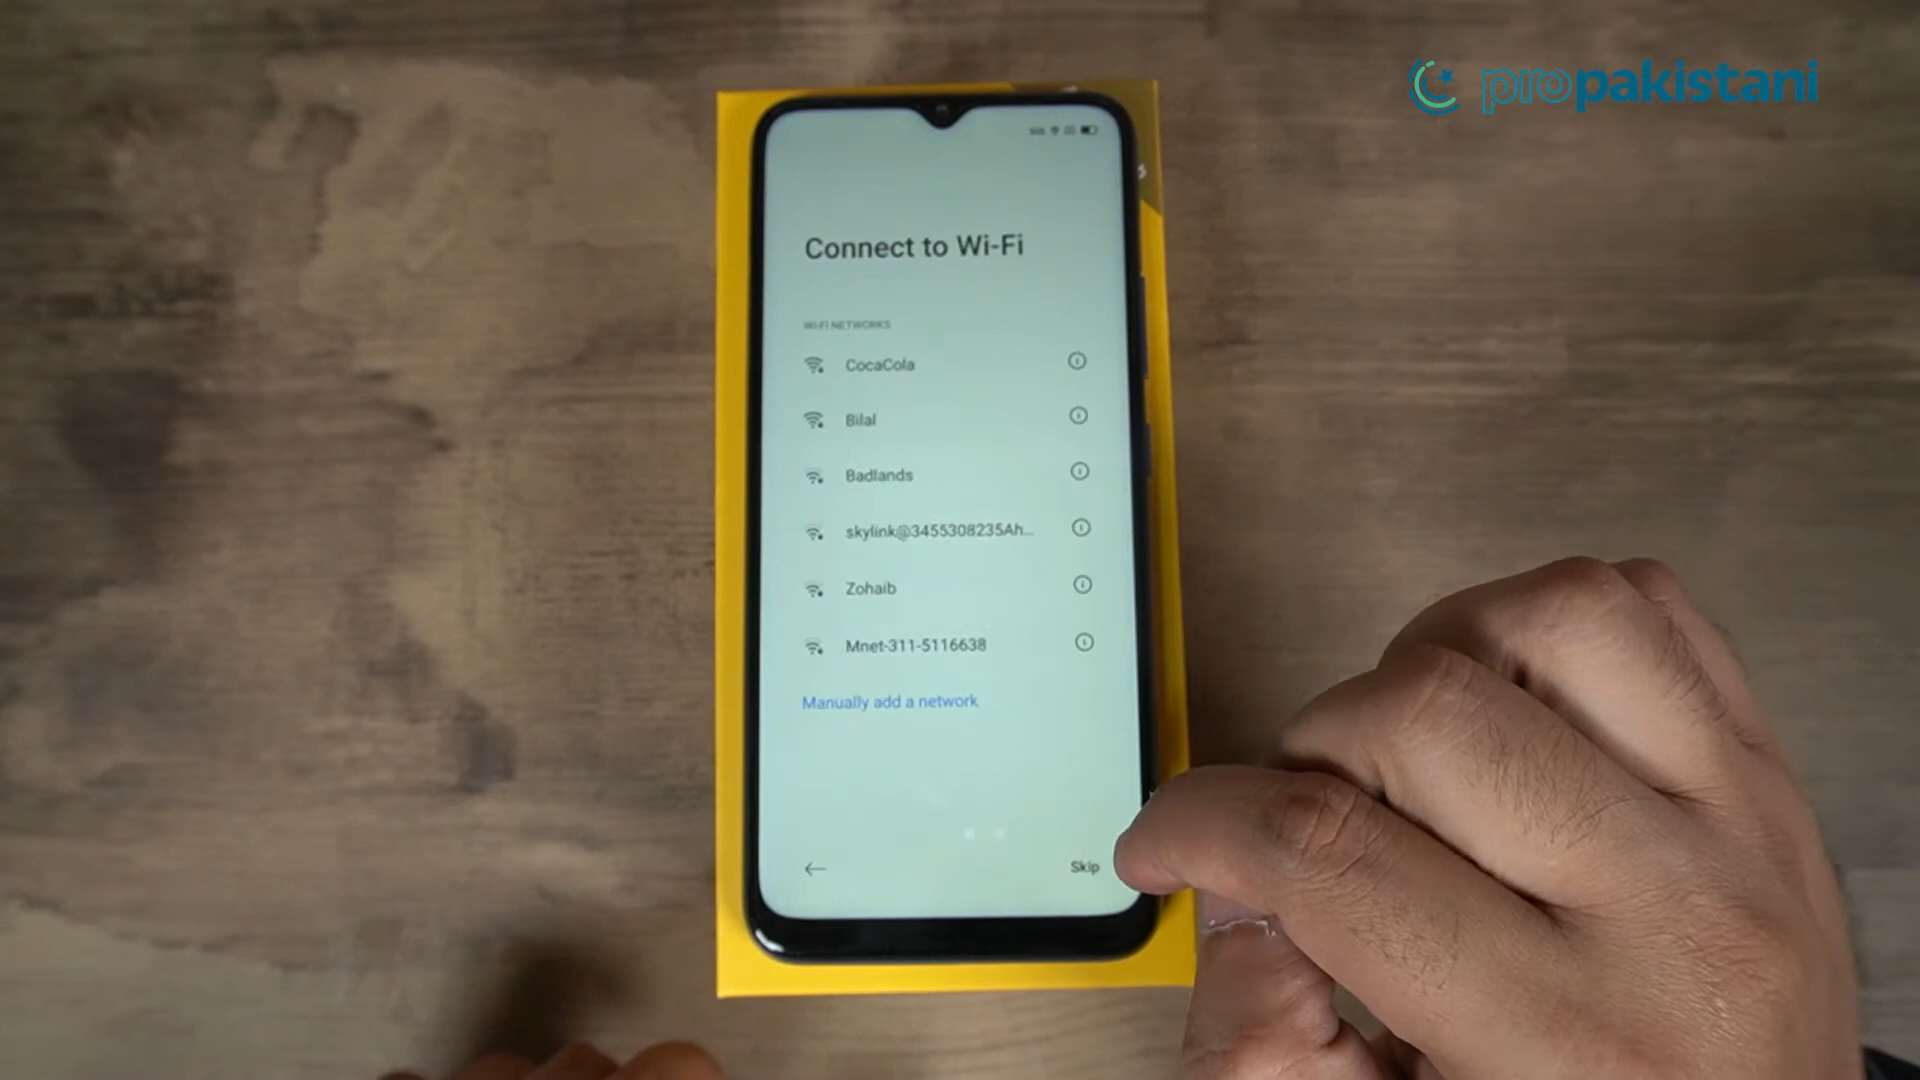 propakistani
Connect to Wi-Fi
WI-FI NETWORKS
CocaCola
Bilal
Badlands
skylink@3455308235Ah...
Zohaib
Mnet-311-5116638
Manually add a network
Skip